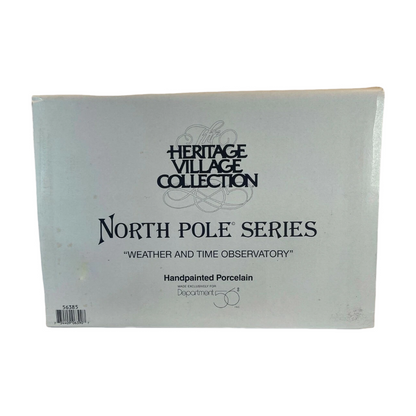 The
HERITAGE
VILLAGE
COLLECTION
NORTH POLE© SERIES
"WEATHER AND TIME OBSERVATORY"
Handpainted Porcelain
MADE EXCLUSIVELY FOR
Department 56®
56385